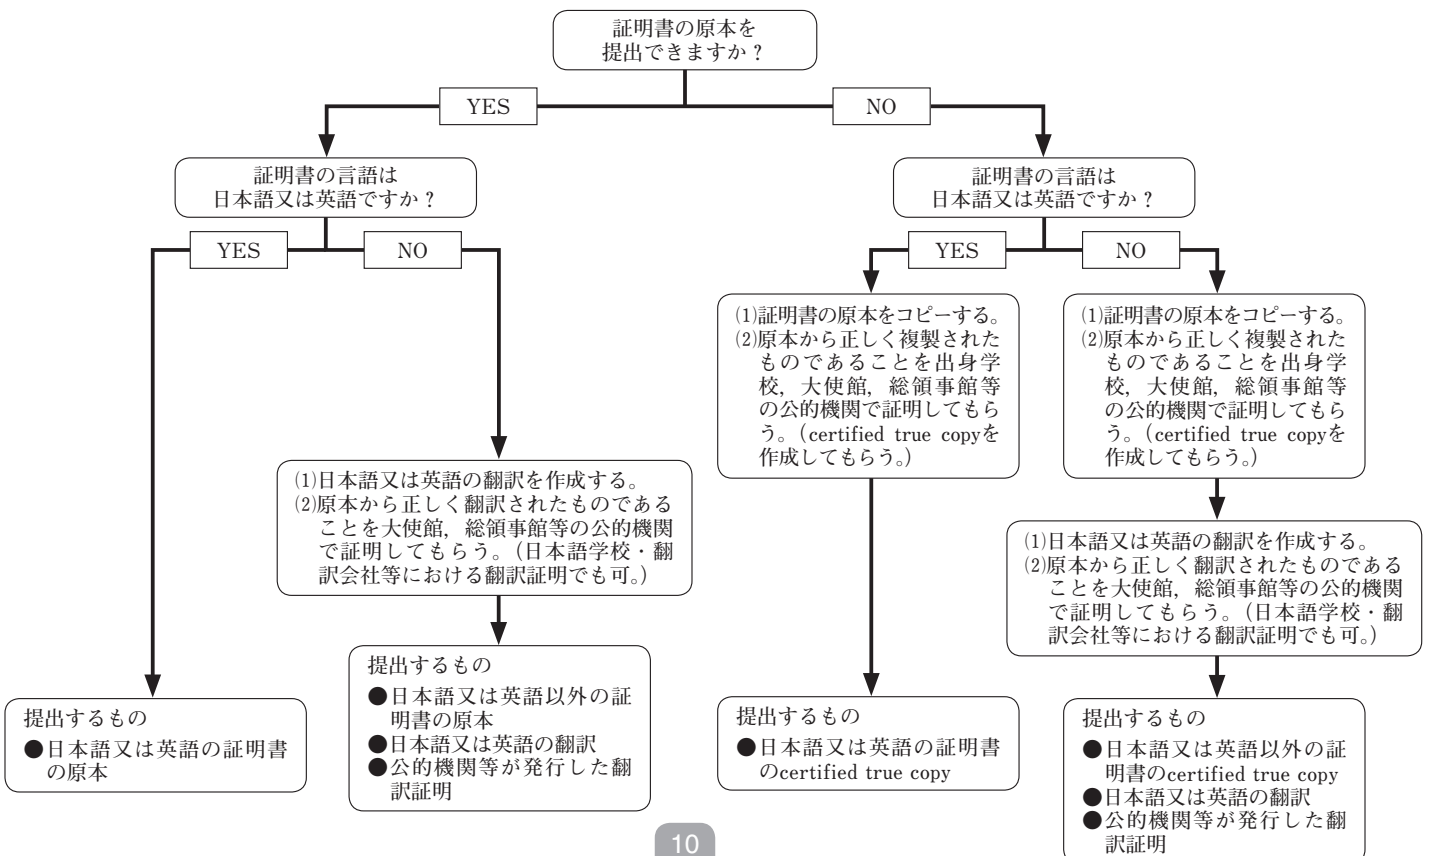 証明書の原本を
提出できますか？
YES
NO
証明書の言語は
日本語又は英語ですか？
YES
NO
証明書の言語は
日本語又は英語ですか？
YES
NO
⑴日本語又は英語の翻訳を作成する。
⑵原本から正しく翻訳されたものである
ことを大使館，総領事館等の公的機関
で証明してもらう。（日本語学校・翻
訳会社等における翻訳証明でも可。）
⑴証明書の原本をコピーする。
⑵原本から正しく複製された
ものであることを出身学
校，大使館，総領事館等
の公的機関で証明してもら
う。（certified true copyを
作成してもらう。）
⑴証明書の原本をコピーする。
⑵原本から正しく複製された
ものであることを出身学
校，大使館，総領事館等
の公的機関で証明してもら
う。（certified true copyを
作成してもらう。）
⑴日本語又は英語の翻訳を作成する。
⑵原本から正しく翻訳されたものである
ことを大使館，総領事館等の公的機関
で証明してもらう。（日本語学校・翻
訳会社等における翻訳証明でも可。）
提出するもの
●日本語又は英語の証明書
の原本
提出するもの
●日本語又は英語以外の証
明書の原本
●日本語又は英語の翻訳
●公的機関等が発行した翻
訳証明
提出するもの
●日本語又は英語の証明書
のcertified true copy
提出するもの
●日本語又は英語以外の証
明書のcertified true copy
●日本語又は英語の翻訳
●公的機関等が発行した翻
訳証明
10